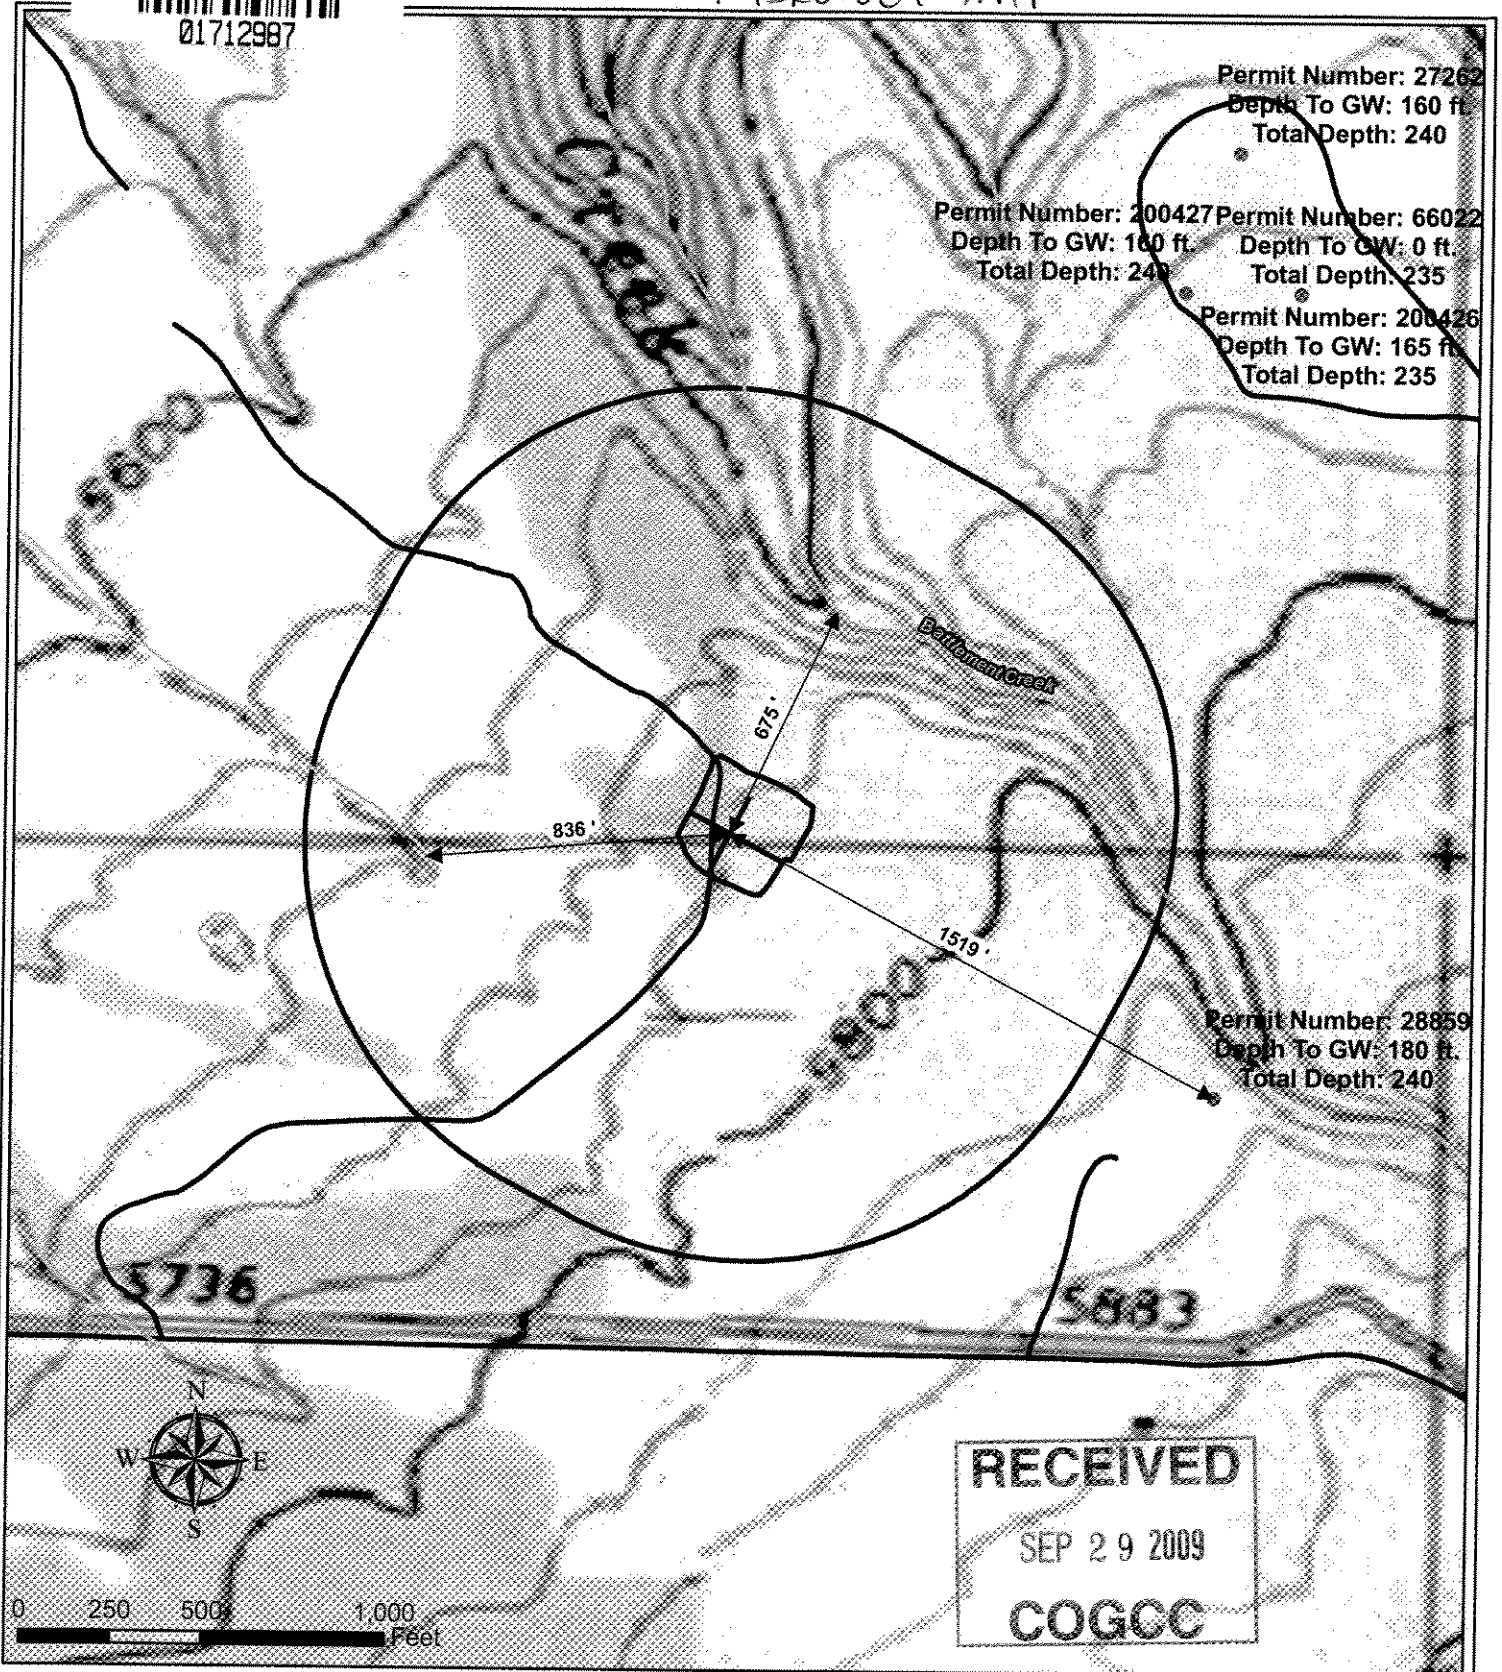 01712987
Permit Number: 27262
Depth To GW: 160 ft.
Total Depth: 240
Creek
Permit Number: 200427
Depth To GW: 160 ft.
Total Depth: 240
Permit Number: 66022
Depth To GW: 0 ft.
Total Depth: 235
Permit Number: 200426
Depth To GW: 165 ft.
Total Depth: 235
5600
Battlement Creek
675 '
836 '
1519 '
5800
Permit Number: 28859
Depth To GW: 180 ft.
Total Depth: 240
5736
5883
N
W E
S
RECEIVED
SEP 29 2009
COGCC
0 250 500 1,000
Feet